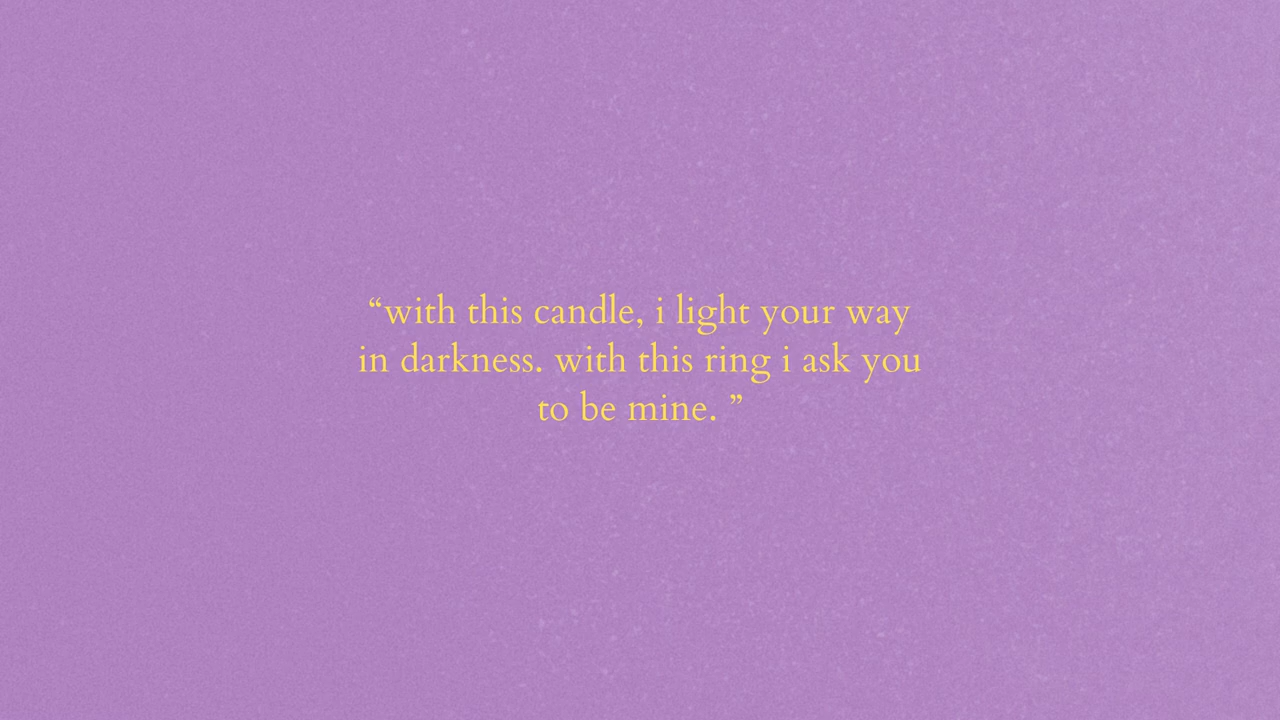 “with this candle, i light your way
in darkness. with this ring i ask you
to be mine. ”